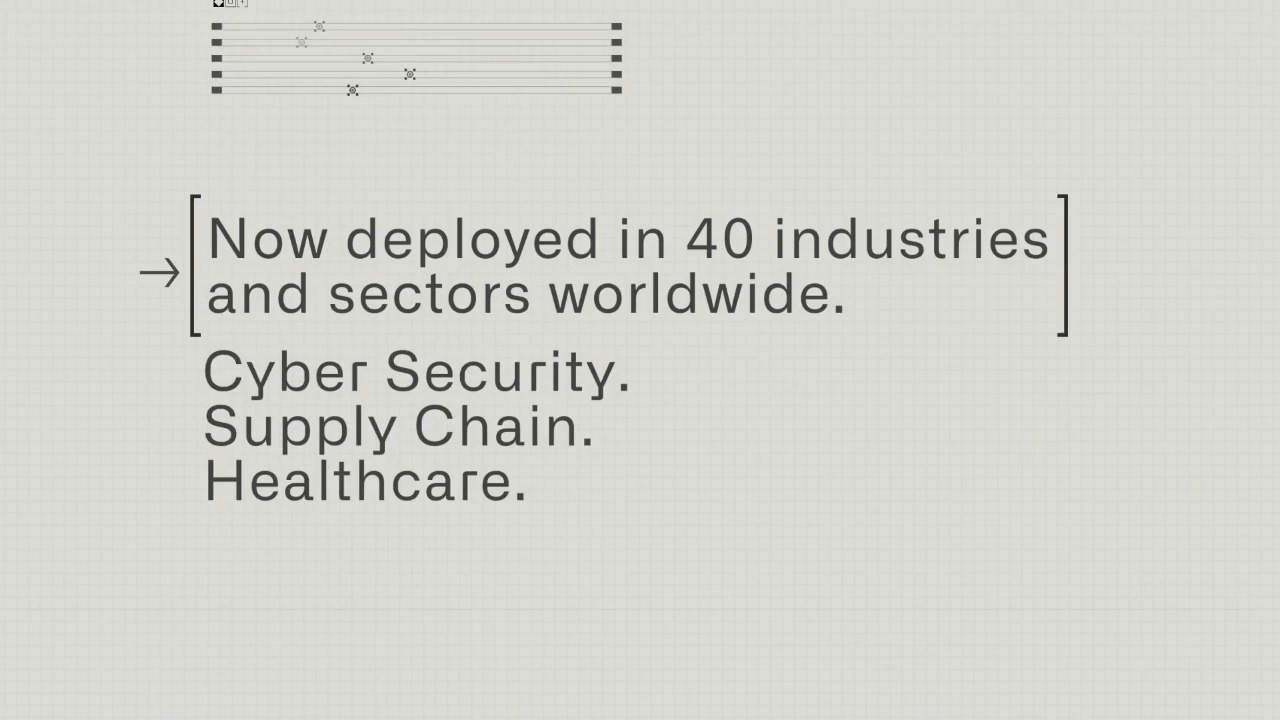 Now deployed in 40 industries
and sectors worldwide.
Cyber Security.
Supply Chain.
Healthcare.